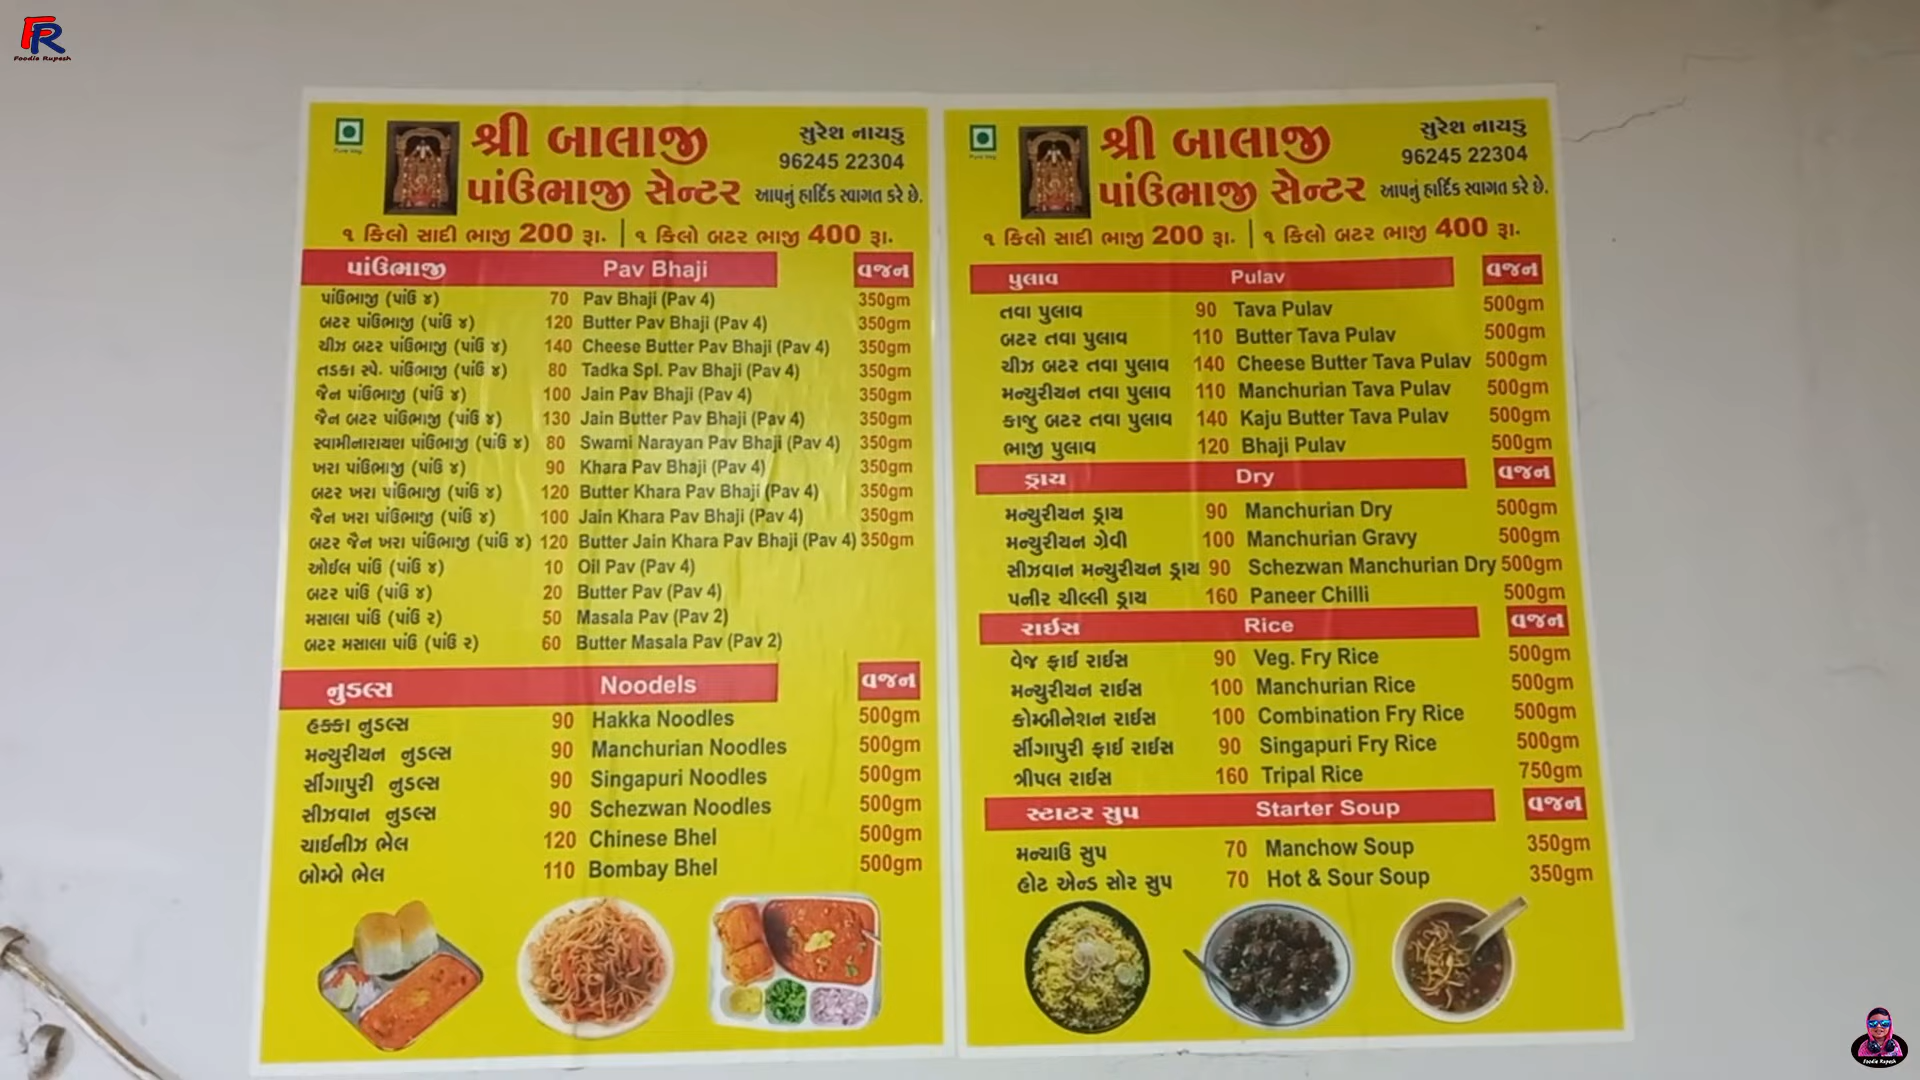 FR
Foodie Rupesh
Pure Veg
શ્રી બાલાજી
પાંઉભાજી સેન્ટર
સુરેશ નાયડુ
96245 22304
આપનું હાર્દિક સ્વાગત કરે છે.
૧ કિલો સાદી ભાજી 200 રૂા. | ૧ કિલો બટર ભાજી 400 રૂા.
પાંઉભાજી Pav Bhaji વજન
પાંઉભાજી (પાંઉ ૪) 70 Pav Bhaji (Pav 4) 350gm
બટર પાંઉભાજી (પાંઉ ૪) 120 Butter Pav Bhaji (Pav 4) 350gm
ચીઝ બટર પાંઉભાજી (પાંઉ ૪) 140 Cheese Butter Pav Bhaji (Pav 4) 350gm
તડકા સ્પે. પાંઉભાજી (પાંઉ ૪) 80 Tadka Spl. Pav Bhaji (Pav 4) 350gm
જૈન પાંઉભાજી (પાંઉ ૪) 100 Jain Pav Bhaji (Pav 4) 350gm
જૈન બટર પાંઉભાજી (પાંઉ ૪) 130 Jain Butter Pav Bhaji (Pav 4) 350gm
સ્વામીનારાયણ પાંઉભાજી (પાંઉ ૪) 80 Swami Narayan Pav Bhaji (Pav 4) 350gm
ખરા પાંઉભાજી (પાંઉ ૪) 90 Khara Pav Bhaji (Pav 4) 350gm
બટર ખરા પાંઉભાજી (પાંઉ ૪) 120 Butter Khara Pav Bhaji (Pav 4) 350gm
જૈન ખરા પાંઉભાજી (પાંઉ ૪) 100 Jain Khara Pav Bhaji (Pav 4) 350gm
બટર જૈન ખરા પાંઉભાજી (પાંઉ ૪) 120 Butter Jain Khara Pav Bhaji (Pav 4) 350gm
ઓઈલ પાંઉ (પાંઉ ૪) 10 Oil Pav (Pav 4)
બટર પાંઉ (પાંઉ ૪) 20 Butter Pav (Pav 4)
મસાલા પાંઉ (પાંઉ ૨) 50 Masala Pav (Pav 2)
બટર મસાલા પાંઉ (પાંઉ ૨) 60 Butter Masala Pav (Pav 2)
નુડલ્સ Noodels વજન
હક્કા નુડલ્સ 90 Hakka Noodles 500gm
મન્ચુરીયન નુડલ્સ 90 Manchurian Noodles 500gm
સીંગાપુરી નુડલ્સ 90 Singapuri Noodles 500gm
સીઝવાન નુડલ્સ 90 Schezwan Noodles 500gm
ચાઈનીઝ ભેલ 120 Chinese Bhel 500gm
બોમ્બે ભેલ 110 Bombay Bhel 500gm
Pure Veg
શ્રી બાલાજી
પાંઉભાજી સેન્ટર
સુરેશ નાયડુ
96245 22304
આપનું હાર્દિક સ્વાગત કરે છે.
૧ કિલો સાદી ભાજી 200 રૂા. | ૧ કિલો બટર ભાજી 400 રૂા.
પુલાવ Pulav વજન
તવા પુલાવ 90 Tava Pulav 500gm
બટર તવા પુલાવ 110 Butter Tava Pulav 500gm
ચીઝ બટર તવા પુલાવ 140 Cheese Butter Tava Pulav 500gm
મન્ચુરીયન તવા પુલાવ 110 Manchurian Tava Pulav 500gm
કાજુ બટર તવા પુલાવ 140 Kaju Butter Tava Pulav 500gm
ભાજી પુલાવ 120 Bhaji Pulav 500gm
ડ્રાય Dry વજન
મન્ચુરીયન ડ્રાય 90 Manchurian Dry 500gm
મન્ચુરીયન ગ્રેવી 100 Manchurian Gravy 500gm
સીઝવાન મન્ચુરીયન ડ્રાય 90 Schezwan Manchurian Dry 500gm
પનીર ચીલ્લી ડ્રાય 160 Paneer Chilli 500gm
રાઈસ Rice વજન
વેજ ફ્રાઈ રાઈસ 90 Veg. Fry Rice 500gm
મન્ચુરીયન રાઈસ 100 Manchurian Rice 500gm
કોમ્બીનેશન રાઈસ 100 Combination Fry Rice 500gm
સીંગાપુરી ફ્રાઈ રાઈસ 90 Singapuri Fry Rice 500gm
ત્રીપલ રાઈસ 160 Tripal Rice 750gm
સ્ટાટર સુપ Starter Soup વજન
મન્ચાઉ સુપ 70 Manchow Soup 350gm
હોટ એન્ડ સોર સુપ 70 Hot & Sour Soup 350gm
Foodie Rupesh